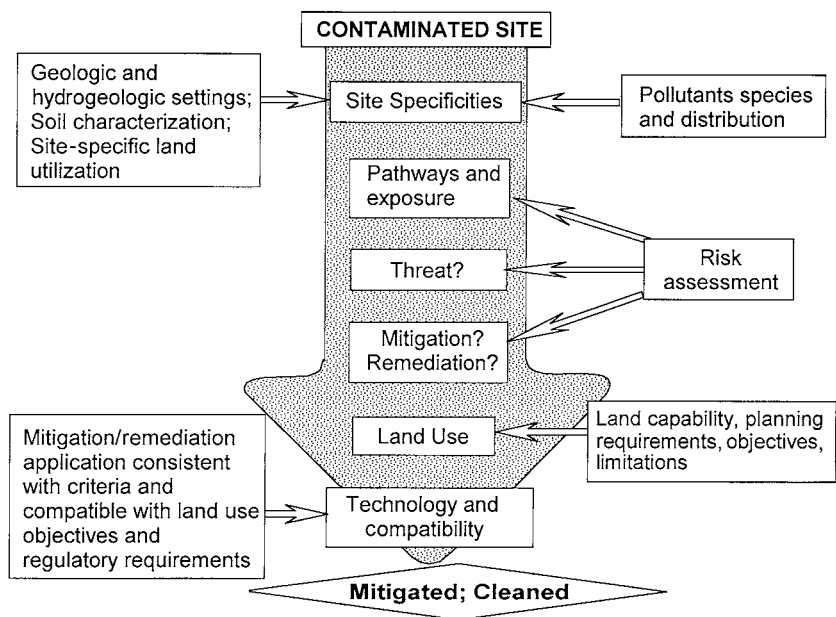 CONTAMINATED SITE
Geologic and
hydrogeologic settings;
Soil characterization;
Site-specific land
utilization
Site Specificities
Pollutants species
and distribution
Pathways and
exposure
Threat?
Risk
assessment
Mitigation?
Remediation?
Land Use
Land capability, planning
requirements, objectives,
limitations
Mitigation/remediation
application consistent
with criteria and
compatible with land use
objectives and
regulatory requirements
Technology and
compatibility
Mitigated; Cleaned